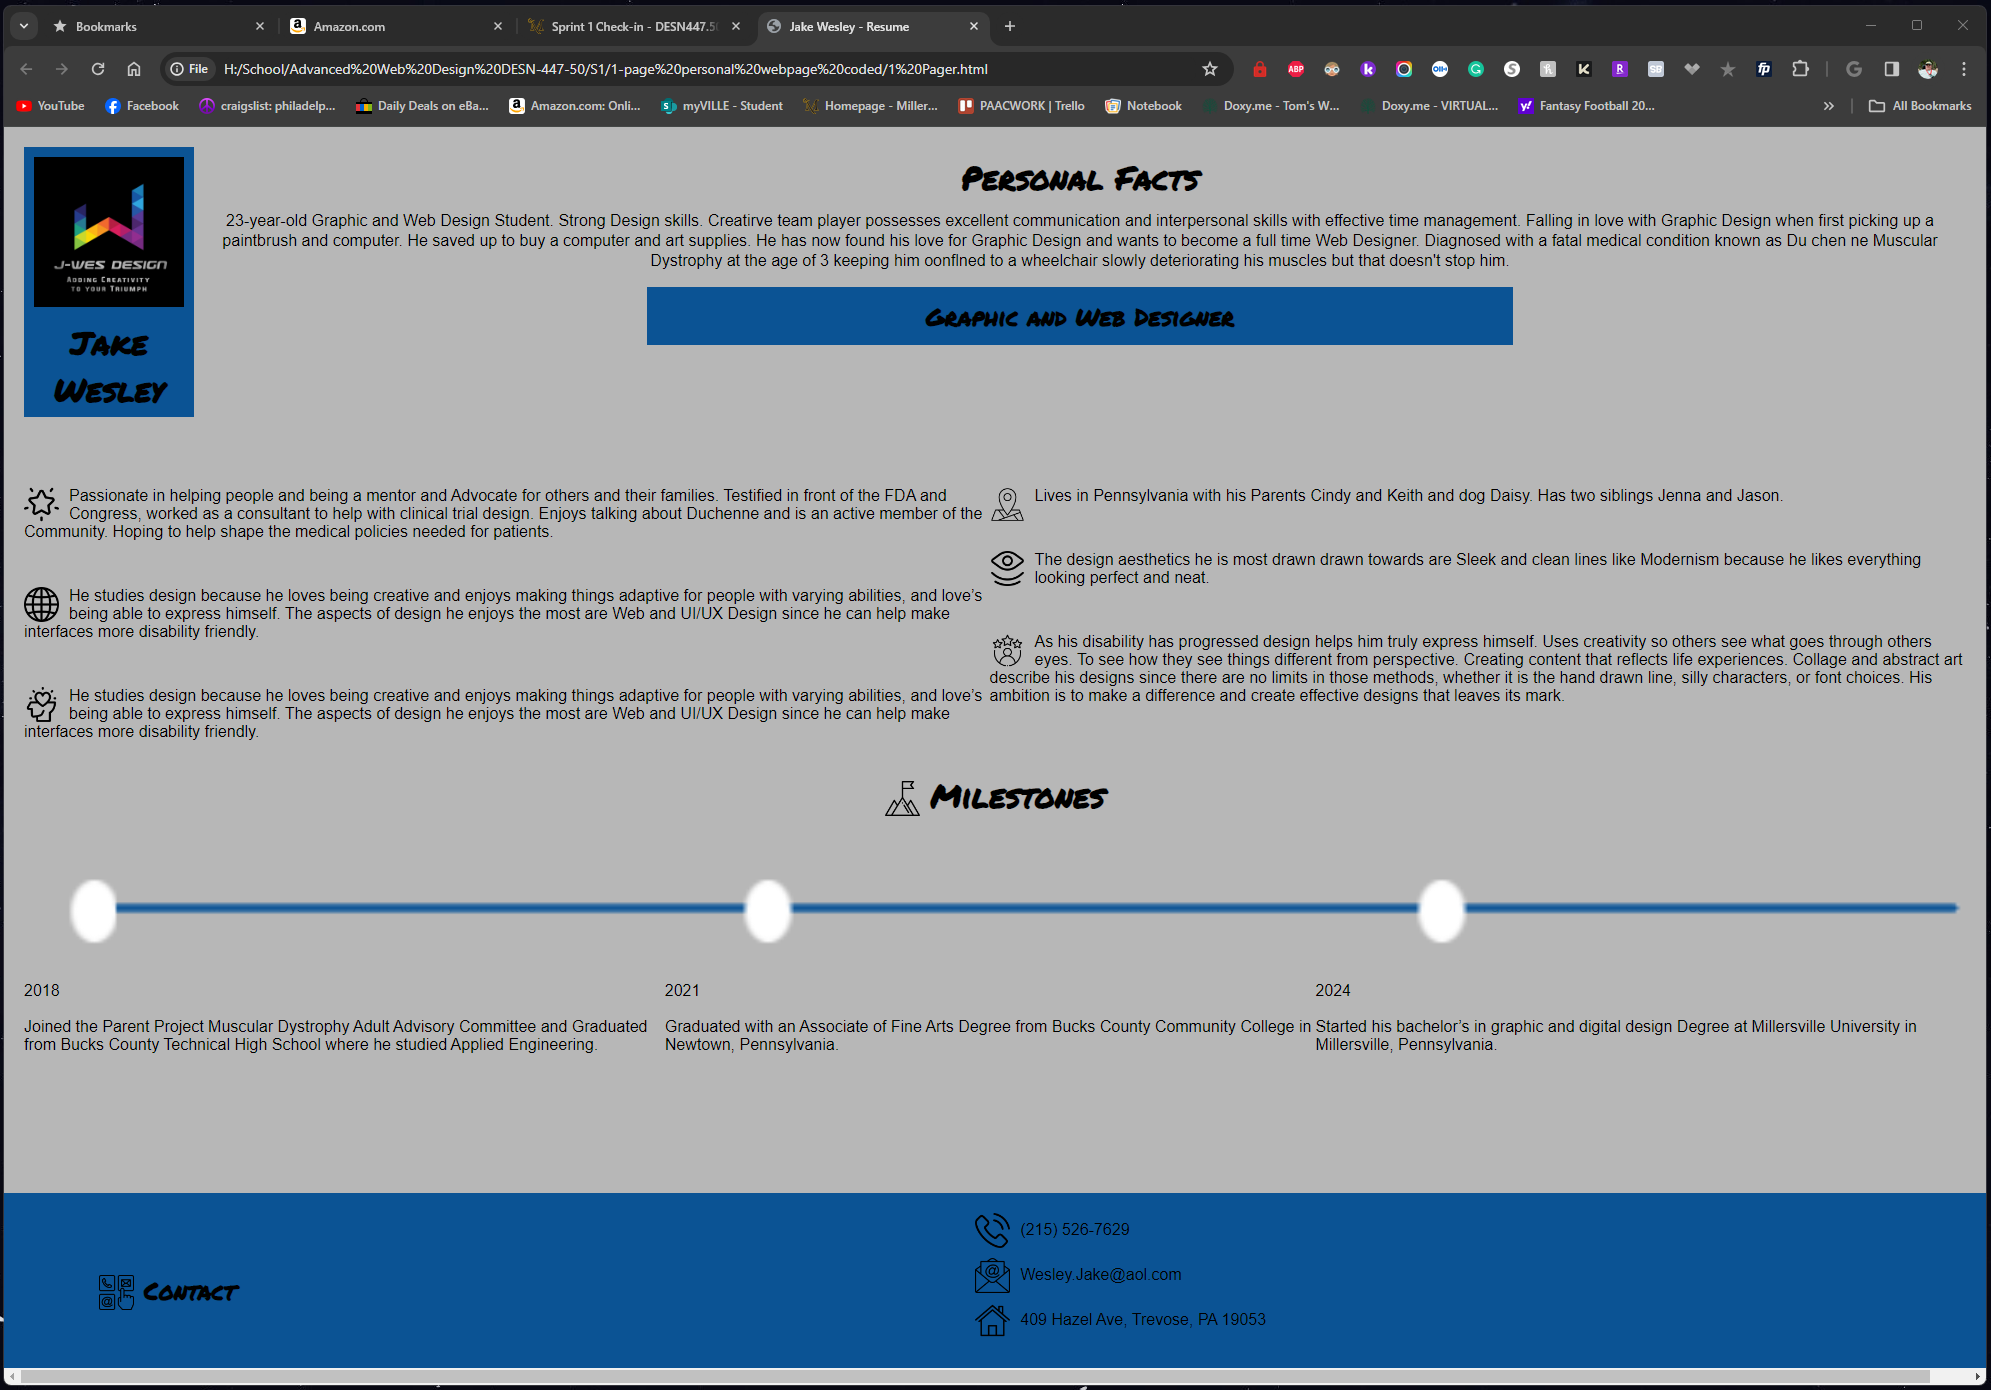 Bookmarks
Amazon.com
Sprint 1 Check-in - DESN447.50
Jake Wesley - Resume
File
H:/School/Advanced%20Web%20Design%20DESN-447-50/S1/1-page%20personal%20webpage%20coded/1%20Pager.html
YouTube
Facebook
craigslist: philadelp...
Daily Deals on eBa...
Amazon.com: Onli...
myVILLE - Student
Homepage - Miller...
PAACWORK | Trello
Notebook
Doxy.me - Tom's W...
Doxy.me - VIRTUAL...
Fantasy Football 20...
All Bookmarks
J-Wes Design
Adding Creativity
to your Triumph
Jake
Wesley
Personal Facts
23-year-old Graphic and Web Design Student. Strong Design skills. Creatirve team player possesses excellent communication and interpersonal skills with effective time management. Falling in love with Graphic Design when first picking up a
paintbrush and computer. He saved up to buy a computer and art supplies. He has now found his love for Graphic Design and wants to become a full time Web Designer. Diagnosed with a fatal medical condition known as Du chen ne Muscular
Dystrophy at the age of 3 keeping him oonflned to a wheelchair slowly deteriorating his muscles but that doesn't stop him.
Graphic and Web Designer
Passionate in helping people and being a mentor and Advocate for others and their families. Testified in front of the FDA and
Congress, worked as a consultant to help with clinical trial design. Enjoys talking about Duchenne and is an active member of the
Community. Hoping to help shape the medical policies needed for patients.
He studies design because he loves being creative and enjoys making things adaptive for people with varying abilities, and love’s
being able to express himself. The aspects of design he enjoys the most are Web and UI/UX Design since he can help make
interfaces more disability friendly.
He studies design because he loves being creative and enjoys making things adaptive for people with varying abilities, and love’s
being able to express himself. The aspects of design he enjoys the most are Web and UI/UX Design since he can help make
interfaces more disability friendly.
Lives in Pennsylvania with his Parents Cindy and Keith and dog Daisy. Has two siblings Jenna and Jason.
The design aesthetics he is most drawn drawn towards are Sleek and clean lines like Modernism because he likes everything
looking perfect and neat.
As his disability has progressed design helps him truly express himself. Uses creativity so others see what goes through others
eyes. To see how they see things different from perspective. Creating content that reflects life experiences. Collage and abstract art
describe his designs since there are no limits in those methods, whether it is the hand drawn line, silly characters, or font choices. His
ambition is to make a difference and create effective designs that leaves its mark.
Milestones
2018
Joined the Parent Project Muscular Dystrophy Adult Advisory Committee and Graduated
from Bucks County Technical High School where he studied Applied Engineering.
2021
Graduated with an Associate of Fine Arts Degree from Bucks County Community College in
Newtown, Pennsylvania.
2024
Started his bachelor’s in graphic and digital design Degree at Millersville University in
Millersville, Pennsylvania.
Contact
(215) 526-7629
Wesley.Jake@aol.com
409 Hazel Ave, Trevose, PA 19053